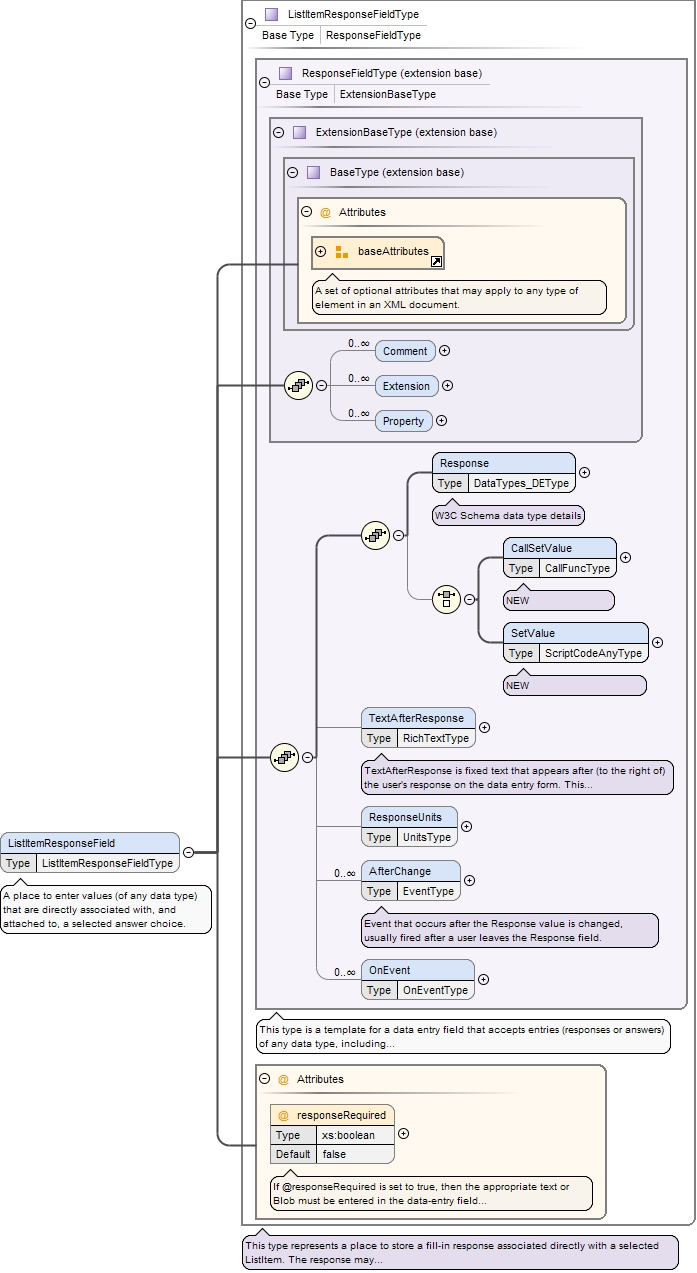 ListItemResponseFieldType
Base Type ResponseFieldType
ResponseFieldType (extension base)
Base Type ExtensionBaseType
ExtensionBaseType (extension base)
BaseType (extension base)
@ Attributes
baseAttributes
A set of optional attributes that may apply to any type of
element in an XML document.
0..∞ Comment
0..∞ Extension
0..∞ Property
Response
Type DataTypes_DEType
W3C Schema data type details
CallSetValue
Type CallFuncType
NEW
SetValue
Type ScriptCodeAnyType
NEW
TextAfterResponse
Type RichTextType
TextAfterResponse is fixed text that appears after (to the right of)
the user's response on the data entry form. This...
ResponseUnits
Type UnitsType
ListItemResponseField
Type ListItemResponseFieldType
A place to enter values (of any data type)
that are directly associated with, and
attached to, a selected answer choice.
0..∞ AfterChange
Type EventType
Event that occurs after the Response value is changed,
usually fired after a user leaves the Response field.
0..∞ OnEvent
Type OnEventType
This type is a template for a data entry field that accepts entries (responses or answers)
of any data type, including...
@ Attributes
@ responseRequired
Type xs:boolean
Default false
If @responseRequired is set to true, then the appropriate text or
Blob must be entered in the data-entry field...
This type represents a place to store a fill-in response associated directly with a selected
ListItem. The response may...